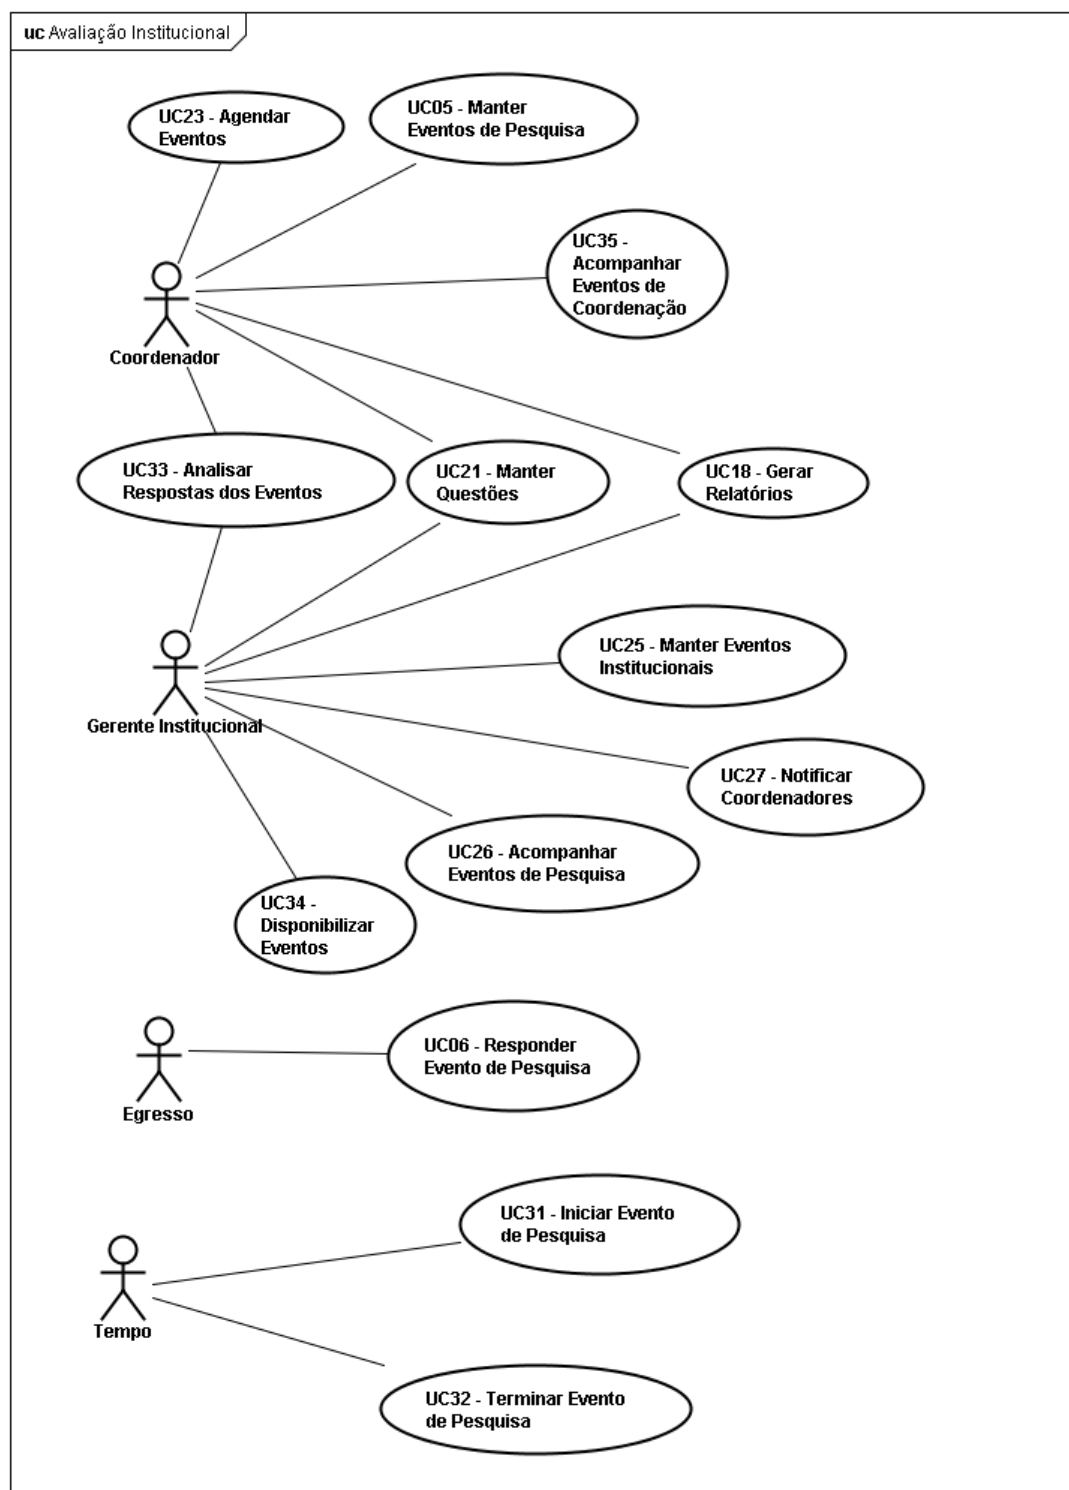 uc Avaliação Institucional
UC23 - Agendar
Eventos
UC05 - Manter
Eventos de Pesquisa
UC35 -
Acompanhar
Eventos de
Coordenação
Coordenador
UC33 - Analisar
Respostas dos Eventos
UC21 - Manter
Questões
UC18 - Gerar
Relatórios
UC25 - Manter Eventos
Institucionais
Gerente Institucional
UC27 - Notificar
Coordenadores
UC26 - Acompanhar
Eventos de Pesquisa
UC34 -
Disponibilizar
Eventos
UC06 - Responder
Evento de Pesquisa
Egresso
UC31 - Iniciar Evento
de Pesquisa
Tempo
UC32 - Terminar Evento
de Pesquisa